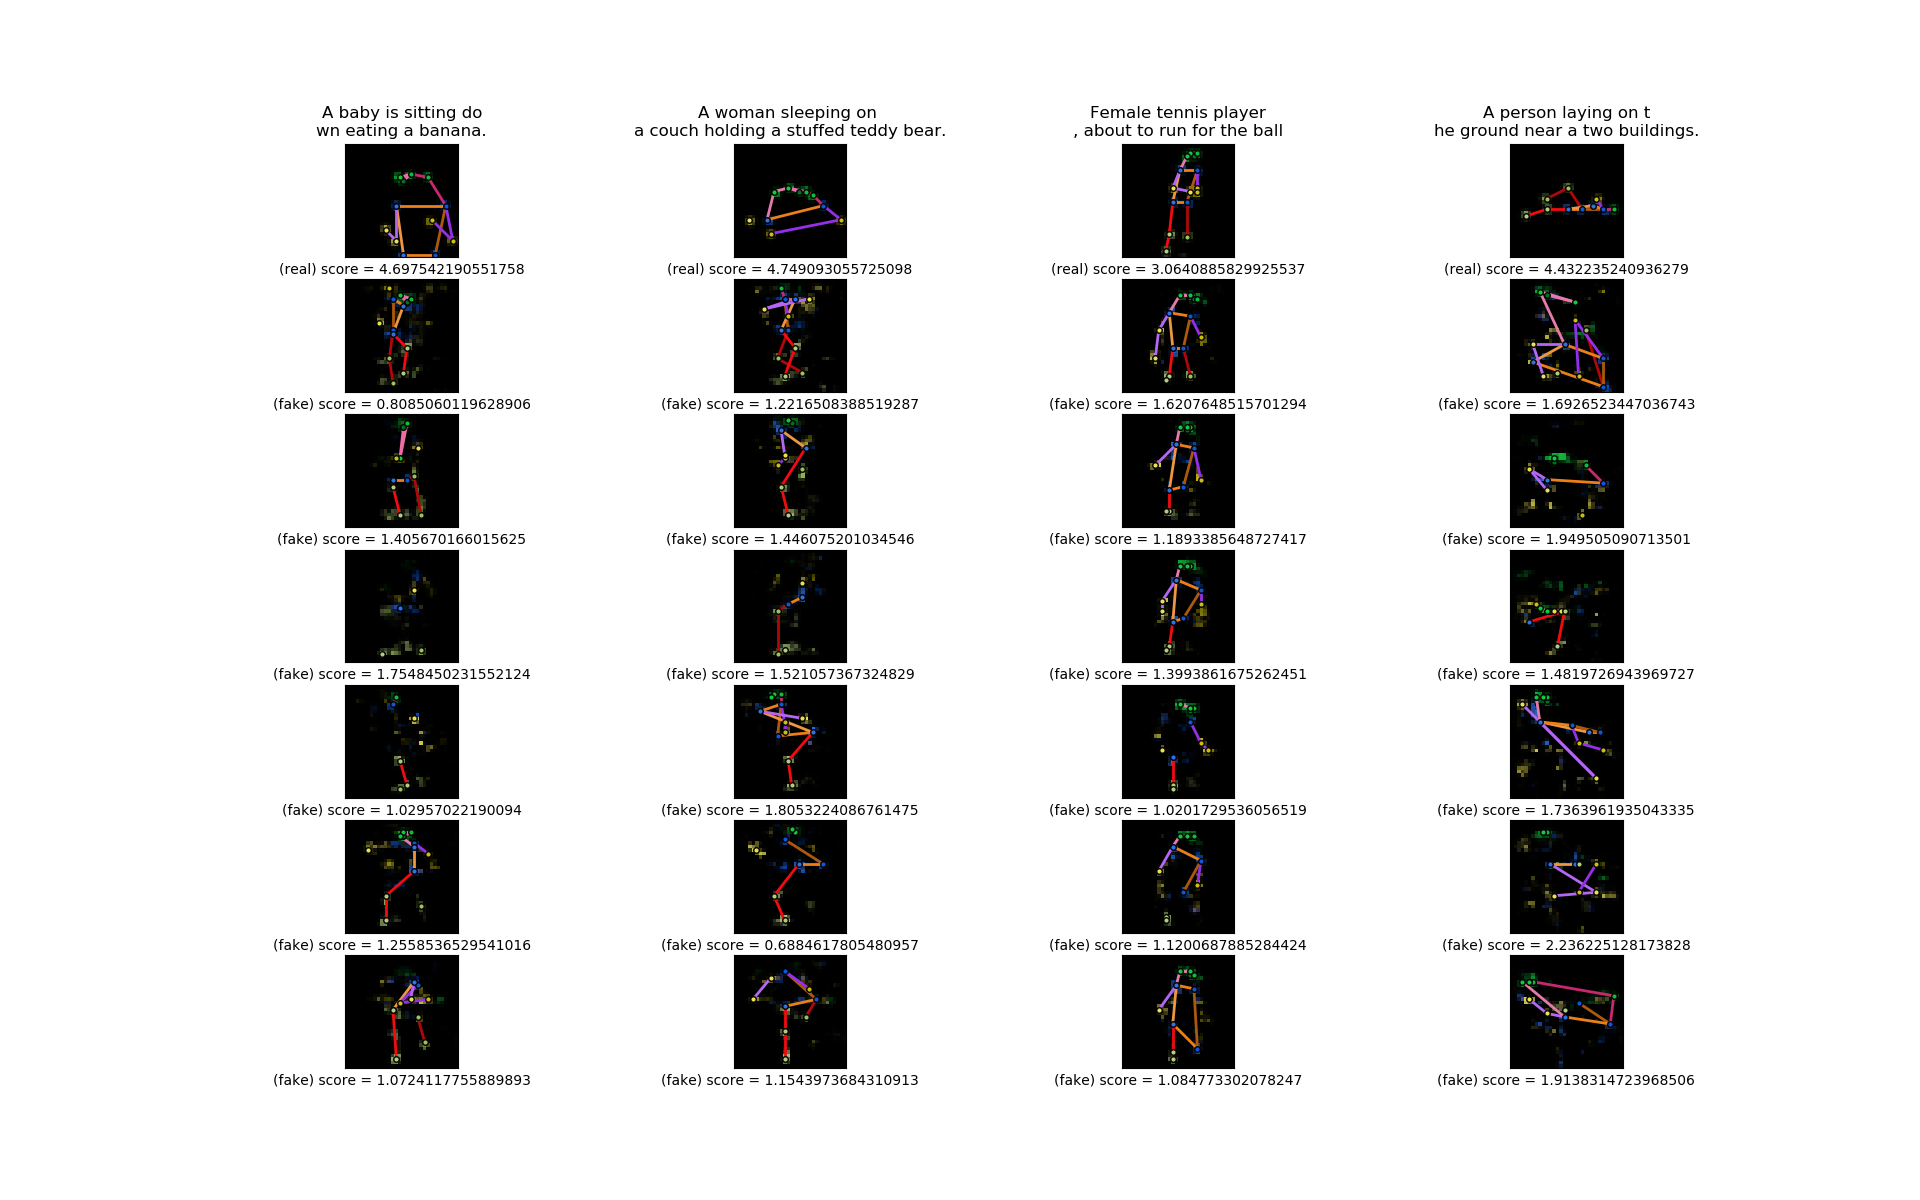 A baby is sitting do
wn eating a banana.
A woman sleeping on
a couch holding a stuffed teddy bear.
Female tennis player
, about to run for the ball
A person laying on t
he ground near a two buildings.
(real) score = 4.697542190551758
(real) score = 4.749093055725098
(real) score = 3.0640885829925537
(real) score = 4.432235240936279
(fake) score = 0.8085060119628906
(fake) score = 1.2216508388519287
(fake) score = 1.6207648515701294
(fake) score = 1.6926523447036743
(fake) score = 1.405670166015625
(fake) score = 1.446075201034546
(fake) score = 1.1893385648727417
(fake) score = 1.949505090713501
(fake) score = 1.7548450231552124
(fake) score = 1.521057367324829
(fake) score = 1.3993861675262451
(fake) score = 1.4819726943969727
(fake) score = 1.02957022190094
(fake) score = 1.8053224086761475
(fake) score = 1.0201729536056519
(fake) score = 1.7363961935043335
(fake) score = 1.2558536529541016
(fake) score = 0.6884617805480957
(fake) score = 1.1200687885284424
(fake) score = 2.236225128173828
(fake) score = 1.0724117755889893
(fake) score = 1.1543973684310913
(fake) score = 1.084773302078247
(fake) score = 1.9138314723968506